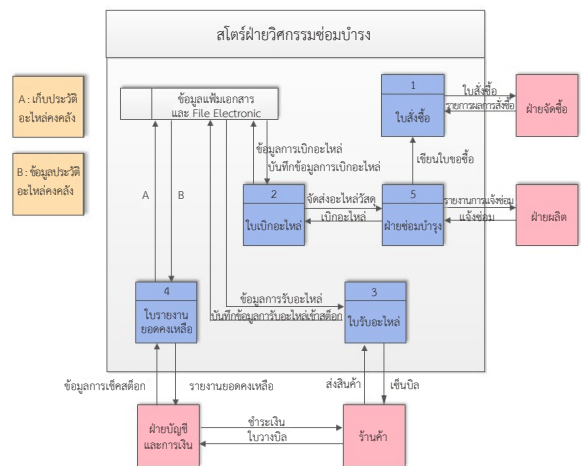 สโตร์ฝ่ายวิศกรรมซ่อมบำรุง
A : เก็บประวัติ
อะไหล่คงคลัง
B : ข้อมูลประวัติ
อะไหล่คงคลัง
ข้อมูลแฟ้มเอกสาร
และ File Electronic
1
ใบสั่งซื้อ
ใบสั่งซื้อ
รายการผลการสั่งซื้อ
ฝ่ายจัดซื้อ
ข้อมูลการเบิกอะไหล่
บันทึกข้อมูลการเบิกอะไหล่
เขียนใบขอซื้อ
A
B
2
ใบเบิกอะไหล่
จัดส่งอะไหล่วัสดุ
เบิกอะไหล่
5
ฝ่ายซ่อมบำรุง
รายงานการแจ้งซ่อม
แจ้งซ่อม
ฝ่ายผลิต
4
ใบรายงาน
ยอดคงเหลือ
ข้อมูลการรับอะไหล่
บันทึกข้อมูลการรับอะไหล่เข้าสต็อก
3
ใบรับอะไหล่
ข้อมูลการเช็คสต็อก
รายงานยอดคงเหลือ
ส่งสินค้า
เซ็นบิล
ฝ่ายบัญชี
และการเงิน
ชำระเงิน
ใบวางบิล
ร้านค้า